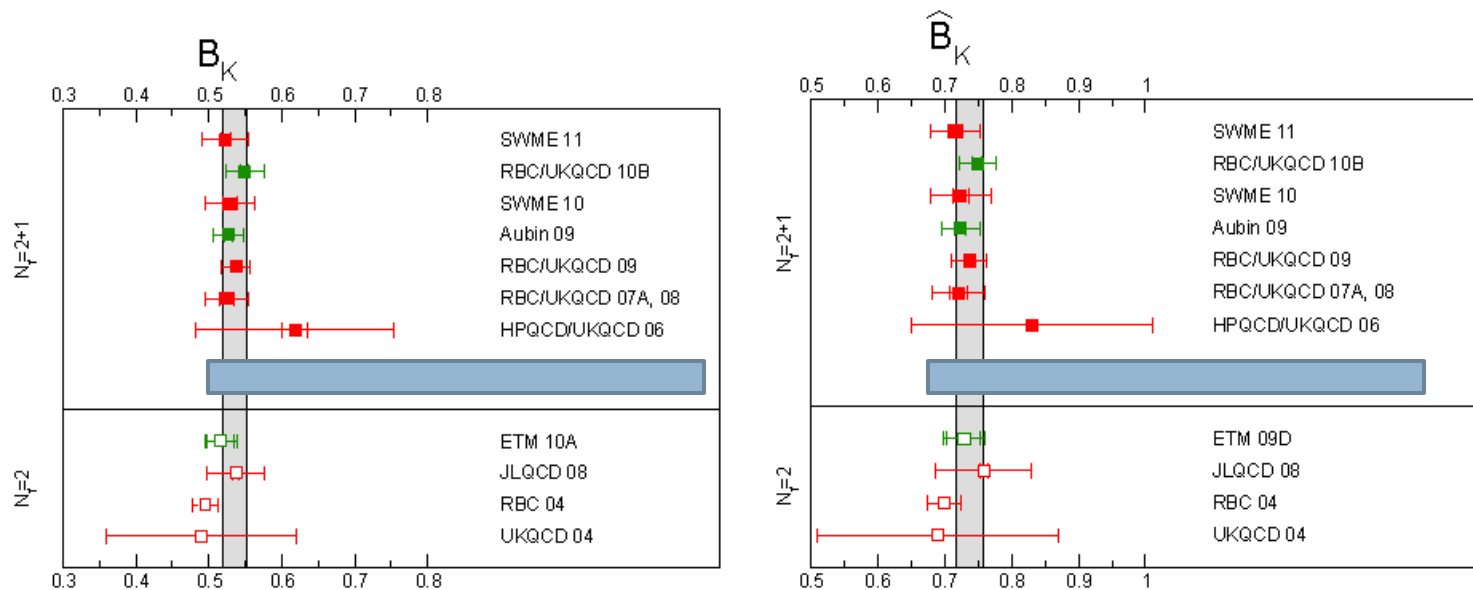 B_K
0.3 0.4 0.5 0.6 0.7 0.8
N_f=2+1
SWME 11
RBC/UKQCD 10B
SWME 10
Aubin 09
RBC/UKQCD 09
RBC/UKQCD 07A, 08
HPQCD/UKQCD 06
N_f=2
ETM 10A
JLQCD 08
RBC 04
UKQCD 04
0.3 0.4 0.5 0.6 0.7 0.8
B̂_K
0.5 0.6 0.7 0.8 0.9 1
N_f=2+1
SWME 11
RBC/UKQCD 10B
SWME 10
Aubin 09
RBC/UKQCD 09
RBC/UKQCD 07A, 08
HPQCD/UKQCD 06
N_f=2
ETM 09D
JLQCD 08
RBC 04
UKQCD 04
0.5 0.6 0.7 0.8 0.9 1